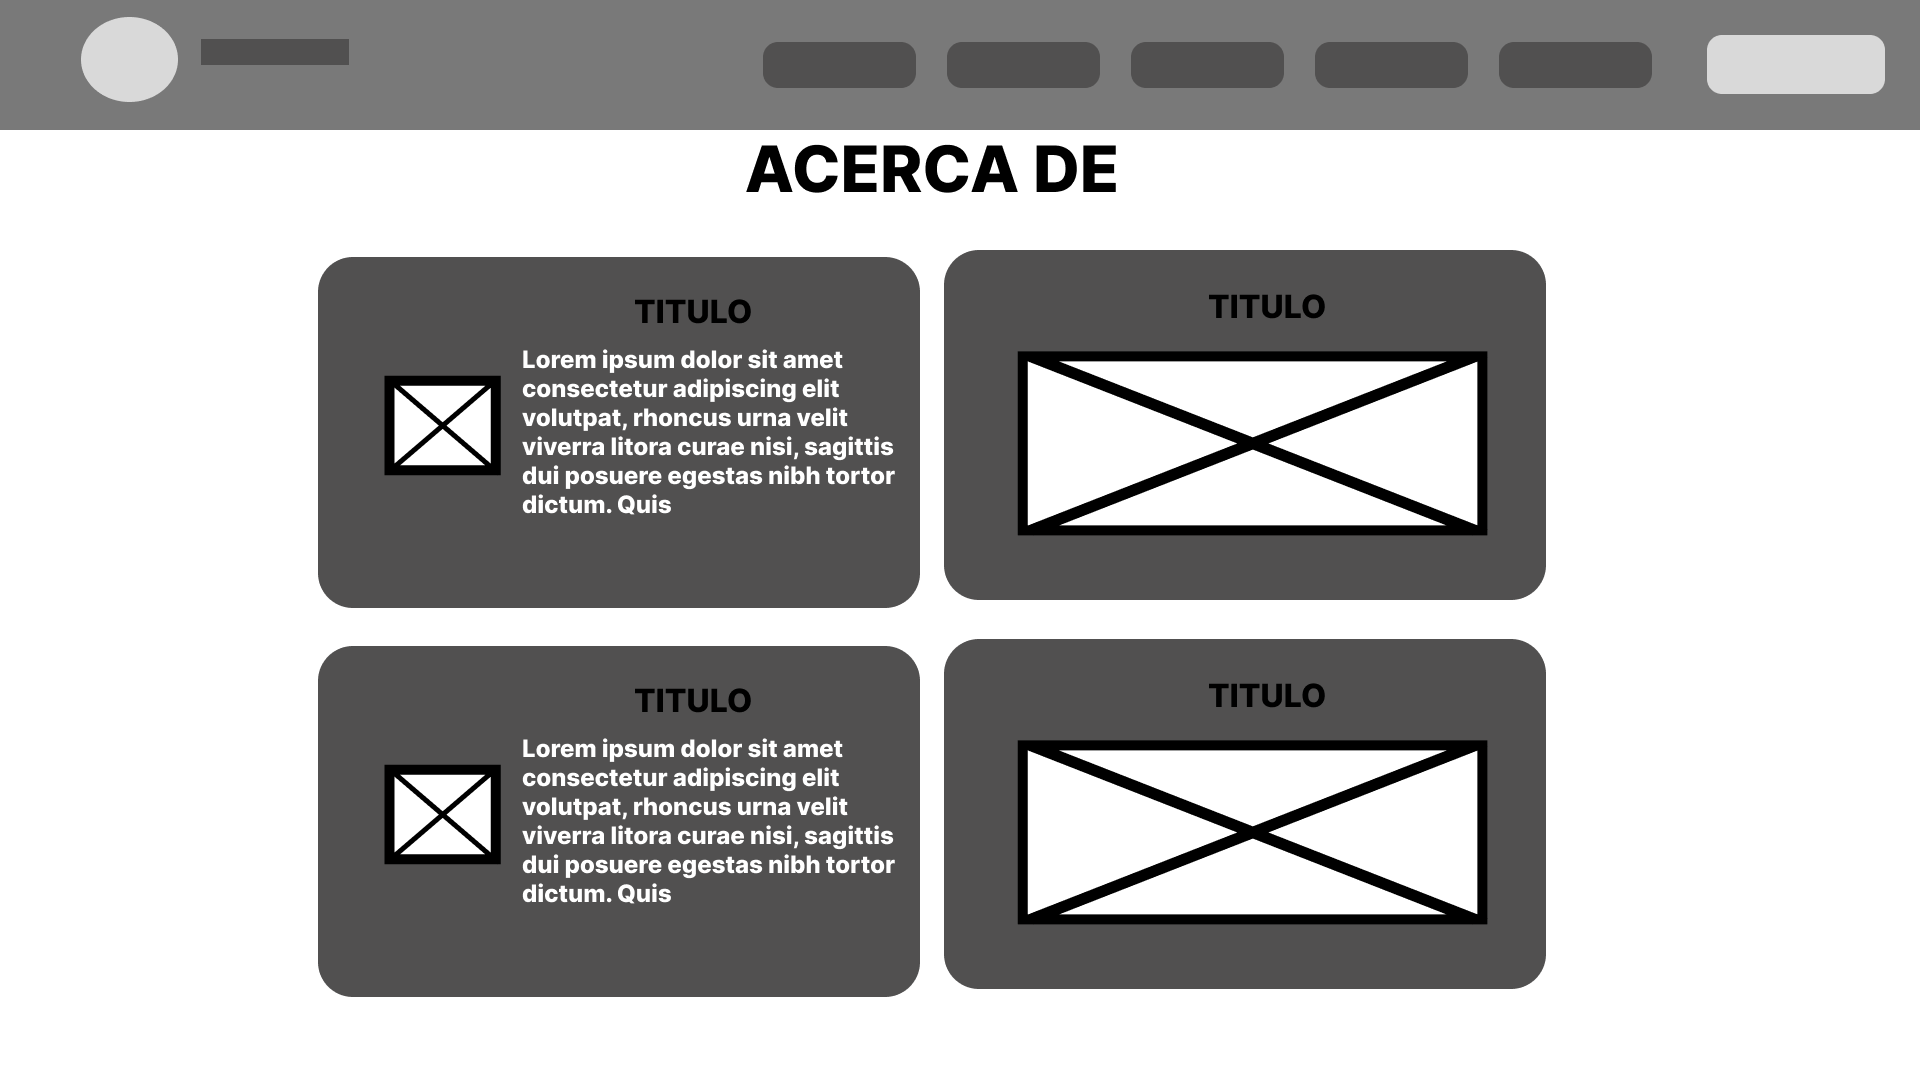 ACERCA DE
TITULO
Lorem ipsum dolor sit amet
consectetur adipiscing elit
volutpat, rhoncus urna velit
viverra litora curae nisi, sagittis
dui posuere egestas nibh tortor
dictum. Quis
TITULO
TITULO
Lorem ipsum dolor sit amet
consectetur adipiscing elit
volutpat, rhoncus urna velit
viverra litora curae nisi, sagittis
dui posuere egestas nibh tortor
dictum. Quis
TITULO